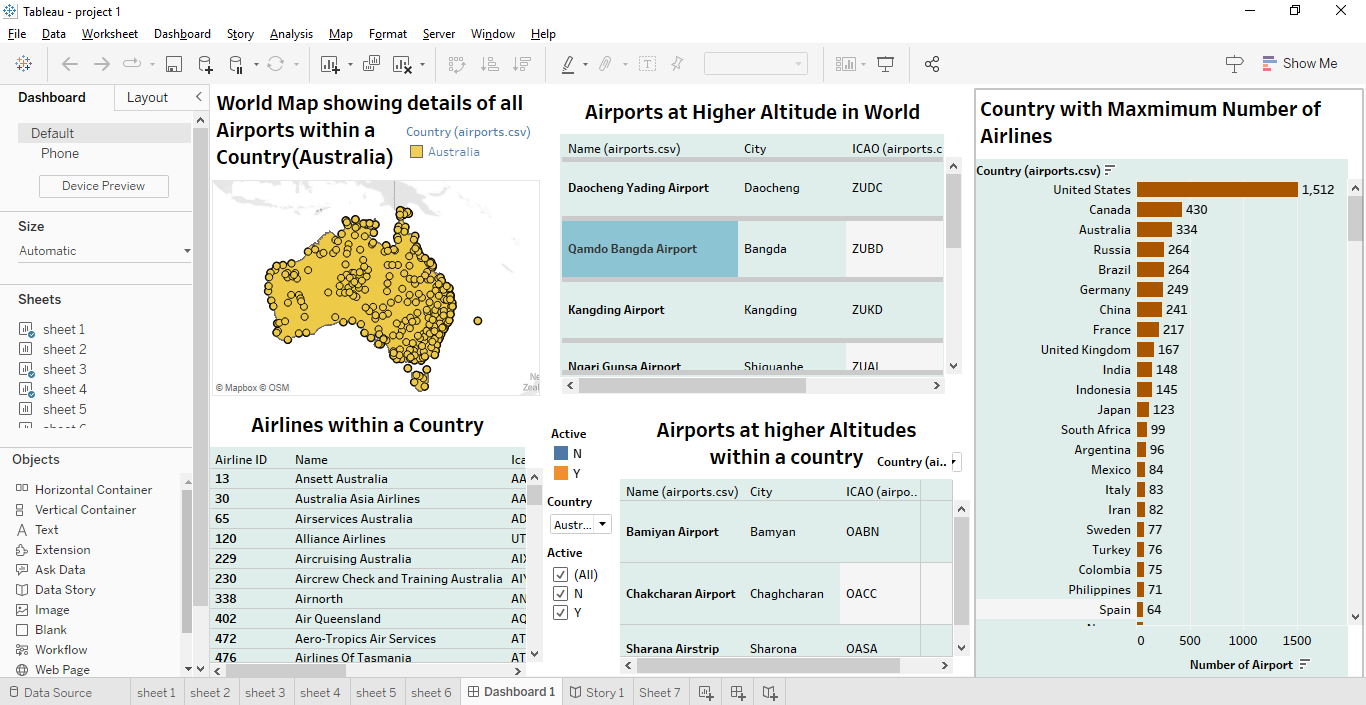 Tableau - project 1
File Data Worksheet Dashboard Story Analysis Map Format Server Window Help
Show Me
Dashboard
Layout
Default
Phone
Device Preview
Size
Automatic
Sheets
sheet 1
sheet 2
sheet 3
sheet 4
sheet 5
Objects
Horizontal Container
Vertical Container
Text
Extension
Ask Data
Data Story
Image
Blank
Workflow
Web Page
World Map showing details of all
Airports within a
Country(Australia)
Country (airports.csv)
Australia
© Mapbox © OSM
Ne
Zeal
Airports at Higher Altitude in World
Name (airports.csv) City ICAO (airports.c
Daocheng Yading Airport Daocheng ZUDC
Qamdo Bangda Airport Bangda ZUBD
Kangding Airport Kangding ZUKD
Ngari Gunsa Airport Shiquanhe ZUAL
Country with Maxmimum Number of
Airlines
Country (airports.csv)
United States 1,512
Canada 430
Australia 334
Russia 264
Brazil 264
Germany 249
China 241
France 217
United Kingdom 167
India 148
Indonesia 145
Japan 123
South Africa 99
Argentina 96
Mexico 84
Italy 83
Iran 82
Sweden 77
Turkey 76
Colombia 75
Philippines 71
Spain 64
0 500 1000 1500
Number of Airport
Airlines within a Country
Airline ID Name Ica
13 Ansett Australia AA
30 Australia Asia Airlines AA
65 Airservices Australia AD
120 Alliance Airlines UT
229 Aircruising Australia AIX
230 Aircrew Check and Training Australia AIY
338 Airnorth AN
402 Air Queensland AQ
472 Aero-Tropics Air Services AT
476 Airlines Of Tasmania AT
Active
N
Y
Country
Austr...
Active
(All)
N
Y
Airports at higher Altitudes
within a country
Country (ai..
Name (airports.csv) City ICAO (airpo..
Bamiyan Airport Bamyan OABN
Chakcharan Airport Chaghcharan OACC
Sharana Airstrip Sharona OASA
Data Source sheet 1 sheet 2 sheet 3 sheet 4 sheet 5 sheet 6 Dashboard 1 Story 1 Sheet 7